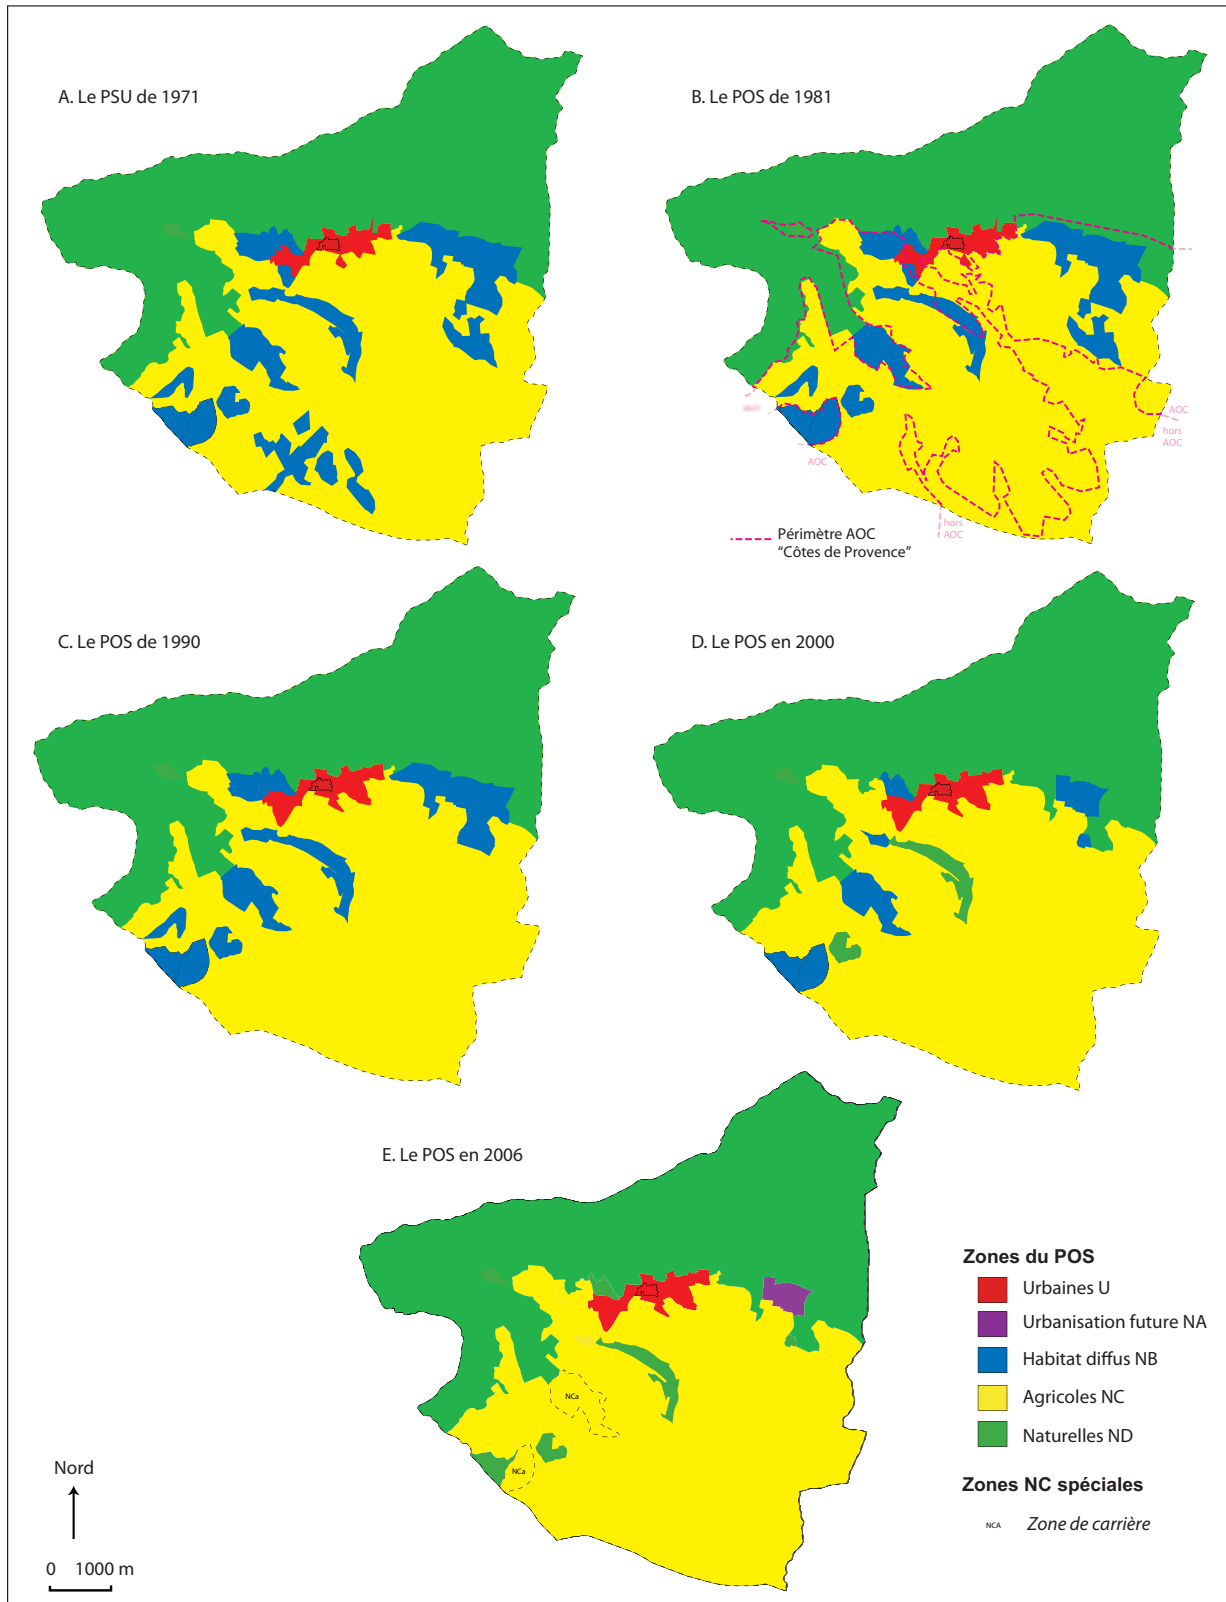 A. Le PSU de 1971
B. Le POS de 1981
AOC
hors
AOC
AOC
hors
AOC
Périmètre AOC
“Côtes de Provence”
C. Le POS de 1990
D. Le POS en 2000
E. Le POS en 2006
NCa
NCa
Zones du POS
Urbaines U
Urbanisation future NA
Habitat diffus NB
Agricoles NC
Naturelles ND
Zones NC spéciales
NCA Zone de carrière
Nord
0 1000 m